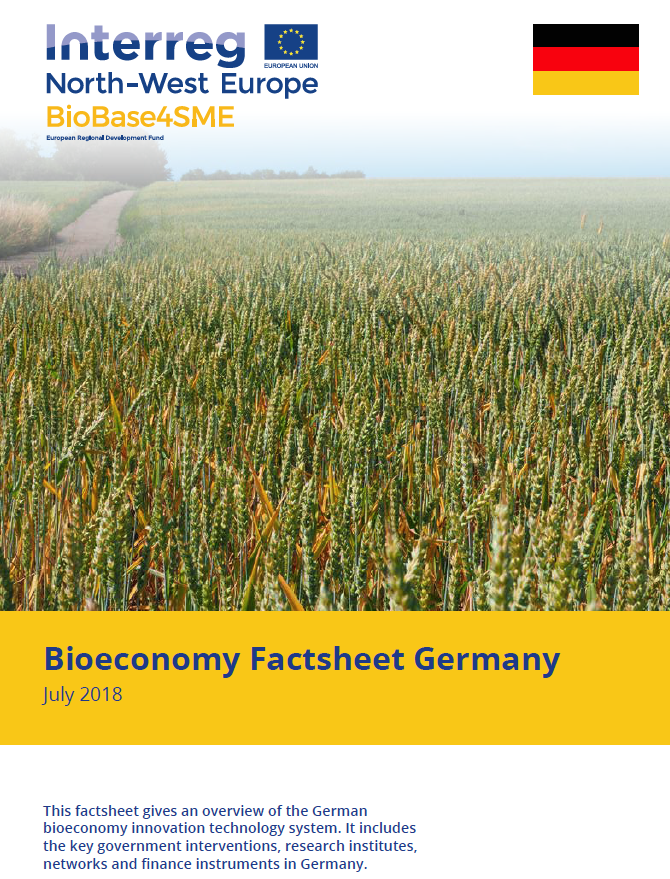 Interreg
EUROPEAN UNION
North-West Europe
BioBase4SME
European Regional Development Fund
Bioeconomy Factsheet Germany
July 2018
This factsheet gives an overview of the German
bioeconomy innovation technology system. It includes
the key government interventions, research institutes,
networks and finance instruments in Germany.